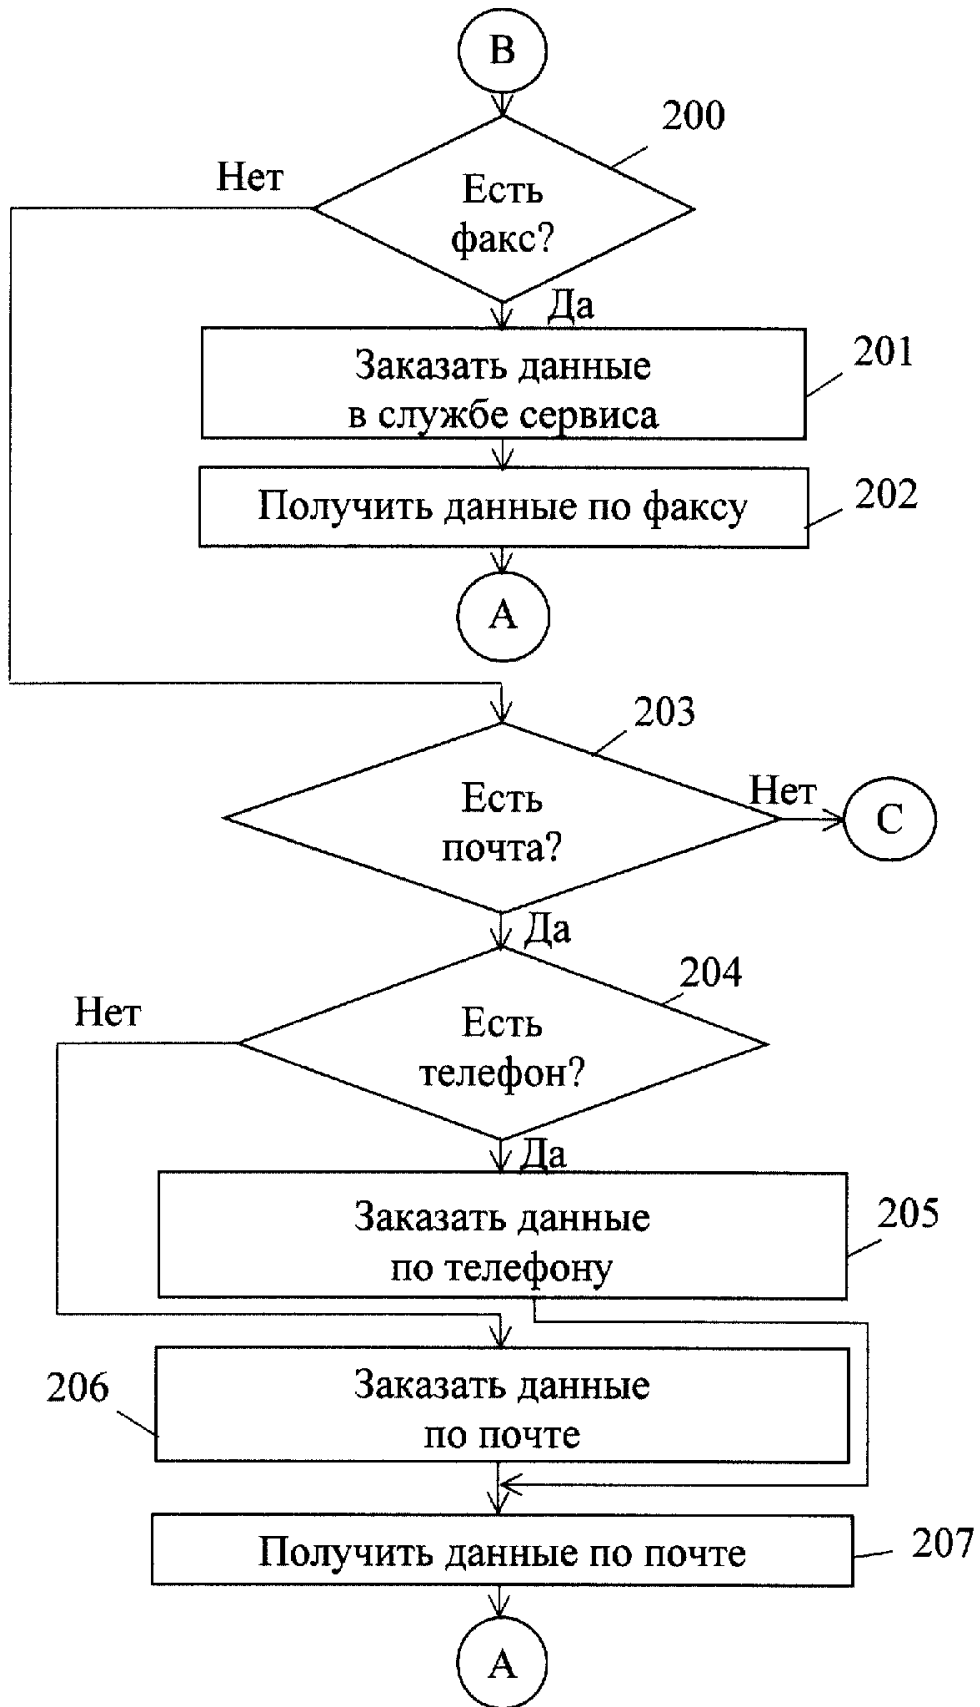 В
200
Нет
Есть
факс?
Да
Заказать данные
в службе сервиса
201
Получить данные по факсу
202
А
203
Есть
почта?
Нет
С
Да
204
Нет
Есть
телефон?
Да
Заказать данные
по телефону
205
206
Заказать данные
по почте
Получить данные по почте
207
А